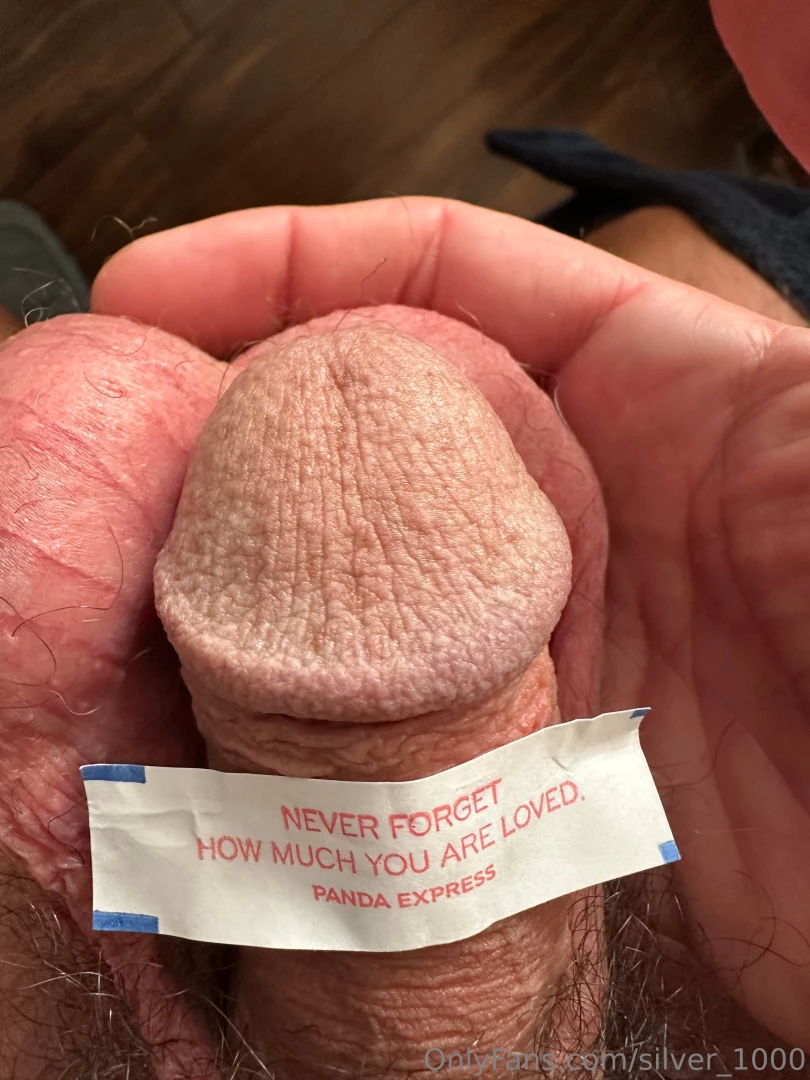 NEVER FORGET
HOW MUCH YOU ARE LOVED.
PANDA EXPRESS
OnlyFans.com/silver_1000